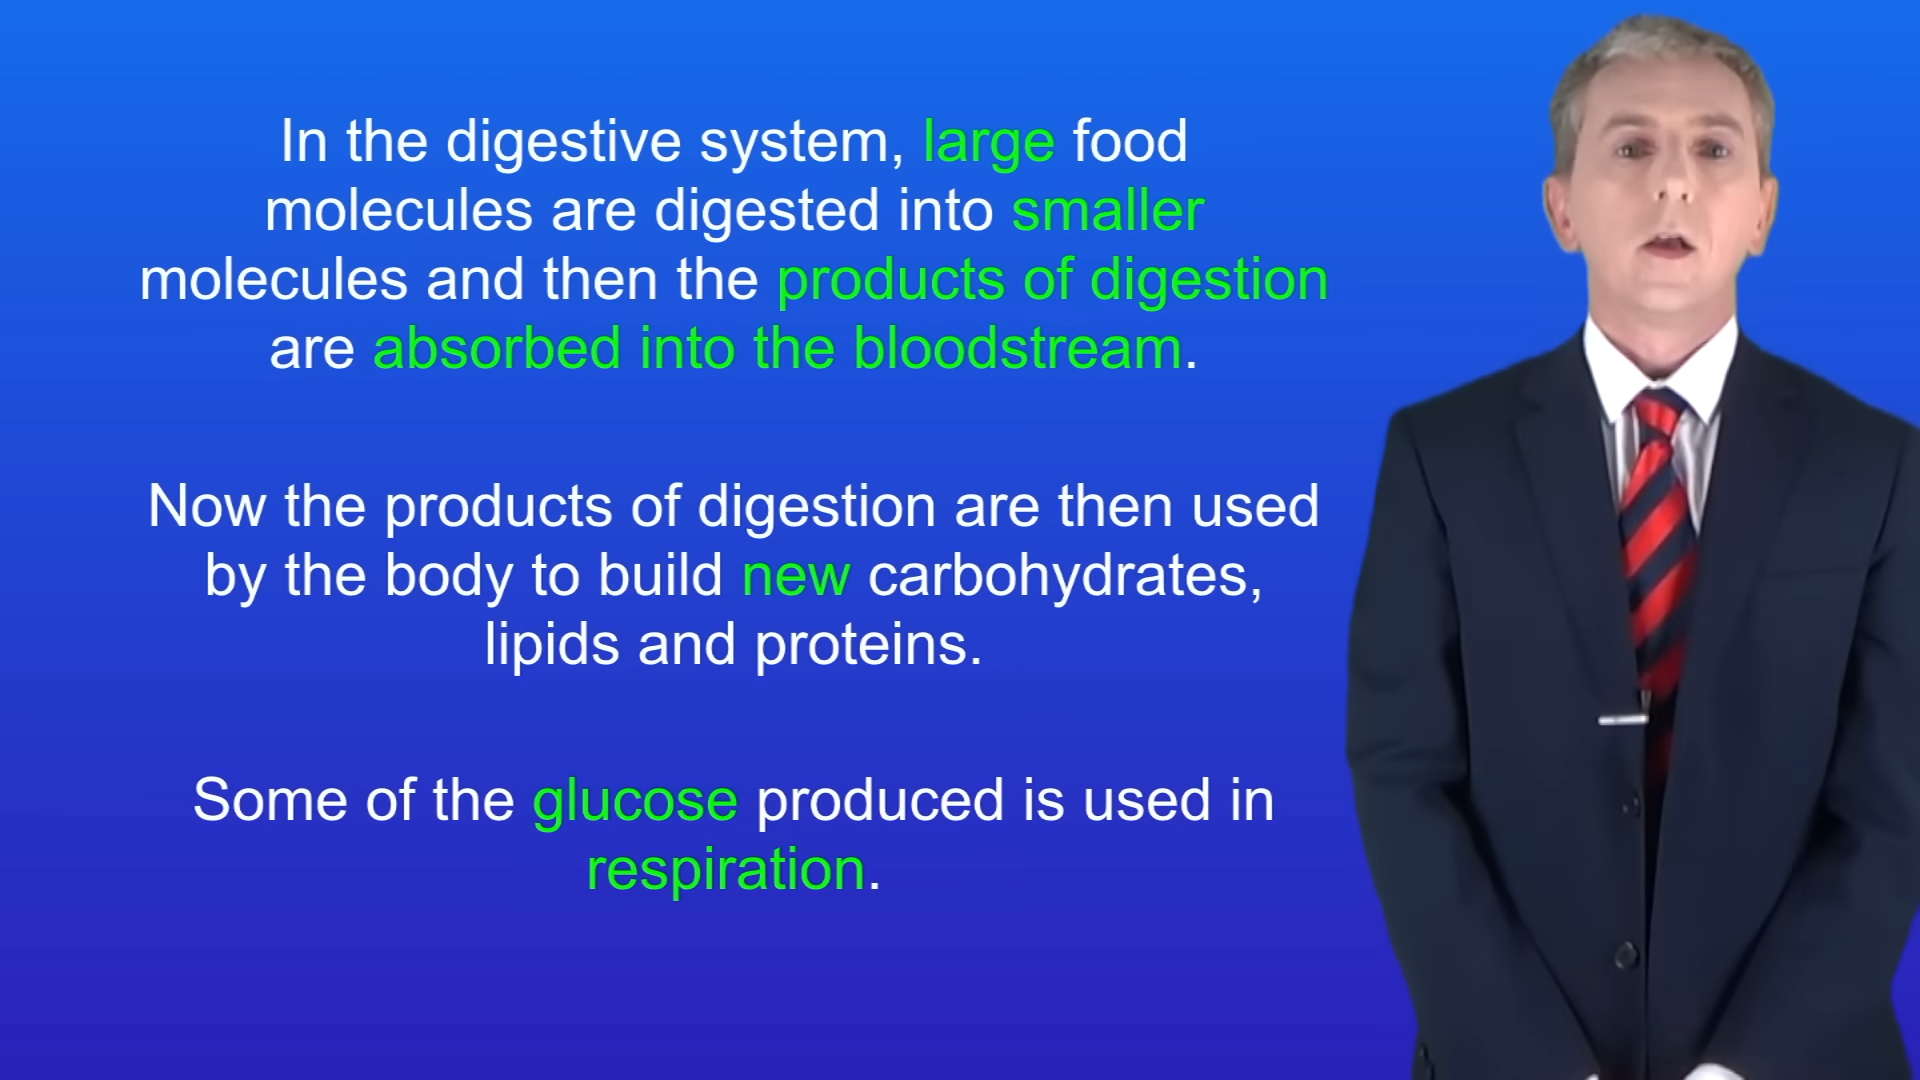 In the digestive system, large food
molecules are digested into smaller
molecules and then the products of digestion
are absorbed into the bloodstream.
Now the products of digestion are then used
by the body to build new carbohydrates,
lipids and proteins.
Some of the glucose produced is used in
respiration.